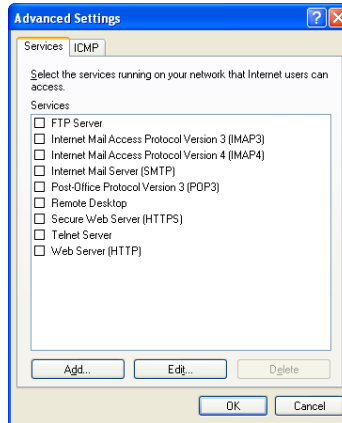 Advanced Settings
Services ICMP
Select the services running on your network that Internet users can
access.
Services
FTP Server
Internet Mail Access Protocol Version 3 (IMAP3)
Internet Mail Access Protocol Version 4 (IMAP4)
Internet Mail Server (SMTP)
Post-Office Protocol Version 3 (POP3)
Remote Desktop
Secure Web Server (HTTPS)
Telnet Server
Web Server (HTTP)
Add... Edit... Delete
OK Cancel